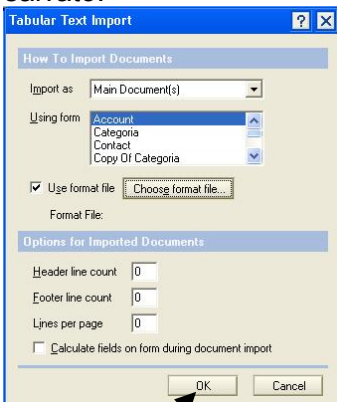 Tabular Text Import
How To Import Documents
Import as Main Document(s)
Using form Account
Categoria
Contact
Copy Of Categoria
Use format file Choose format file...
Format File:
Options for Imported Documents
Header line count 0
Footer line count 0
Lines per page 0
Calculate fields on form during document import
OK Cancel